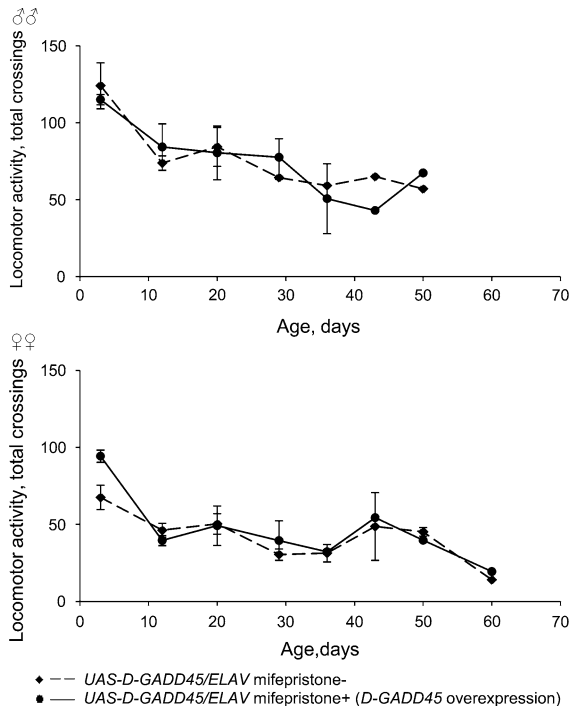 Locomotor activity, total crossings ♂♂
150
100
50
0
0 10 20 30 40 50 60 70
Age, days
Locomotor activity, total crossings ♀♀
150
100
50
0
0 10 20 30 40 50 60 70
Age,days
UAS-D-GADD45/ELAV mifepristone-
UAS-D-GADD45/ELAV mifepristone+ (D-GADD45 overexpression)